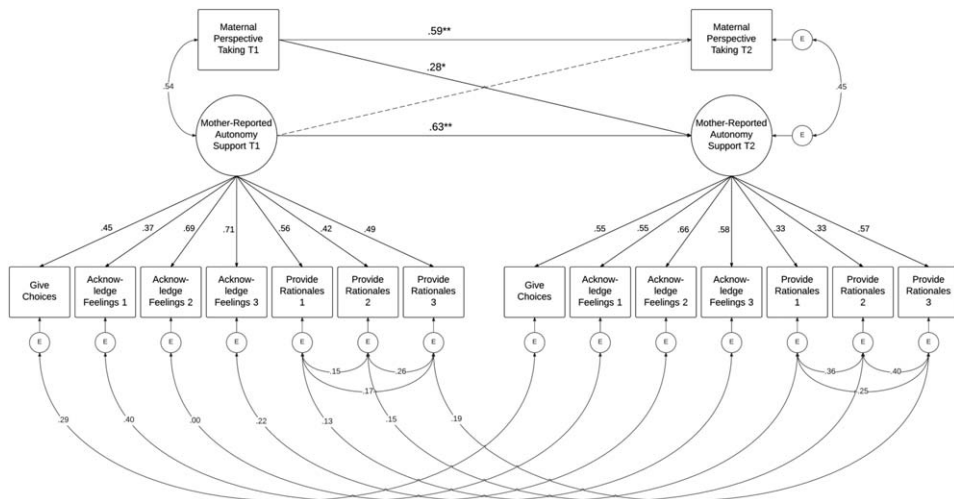 Maternal
Perspective
Taking T1
.59**
Maternal
Perspective
Taking T2
E
.28*
.54
.45
Mother-Reported
Autonomy
Support T1
.63**
Mother-Reported
Autonomy
Support T2
E
.45
.37
.69
.71
.56
.42
.49
.55
.55
.66
.58
.33
.33
.57
Give
Choices
Acknow-
ledge
Feelings 1
Acknow-
ledge
Feelings 2
Acknow-
ledge
Feelings 3
Provide
Rationales
1
Provide
Rationales
2
Provide
Rationales
3
Give
Choices
Acknow-
ledge
Feelings 1
Acknow-
ledge
Feelings 2
Acknow-
ledge
Feelings 3
Provide
Rationales
1
Provide
Rationales
2
Provide
Rationales
3
E
E
E
E
E
E
E
E
E
E
E
E
E
E
.15
.26
.17
.36
.40
.25
.29
.40
.00
.22
.13
.15
.19